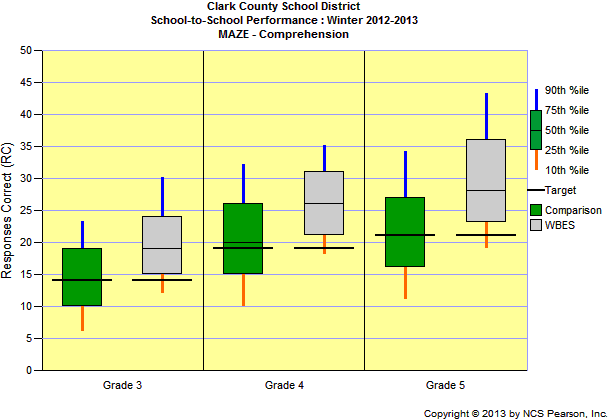 Clark County School District
School-to-School Performance : Winter 2012-2013
MAZE - Comprehension
Responses Correct (RC)
50
45
40
35
30
25
20
15
10
5
0
Grade 3
Grade 4
Grade 5
90th %ile
75th %ile
50th %ile
25th %ile
10th %ile
Target
Comparison
WBES
Copyright © 2013 by NCS Pearson, Inc.